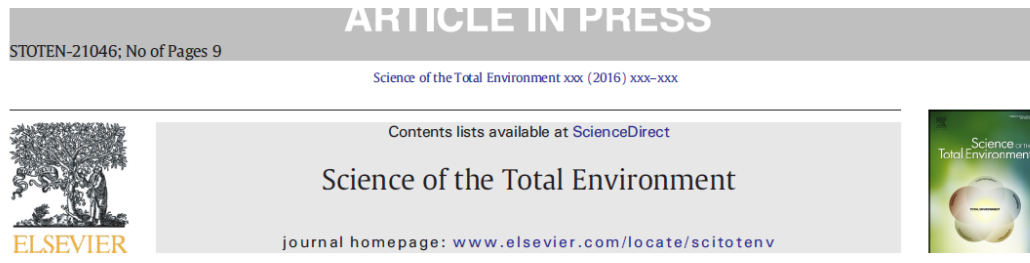 ARTICLE IN PRESS
STOTEN-21046; No of Pages 9
Science of the Total Environment xxx (2016) xxx–xxx
Contents lists available at ScienceDirect
Science of the Total Environment
journal homepage: www.elsevier.com/locate/scitotenv
ELSEVIER
Science OF THE
Total Environment
TOTAL ENVIRONMENT